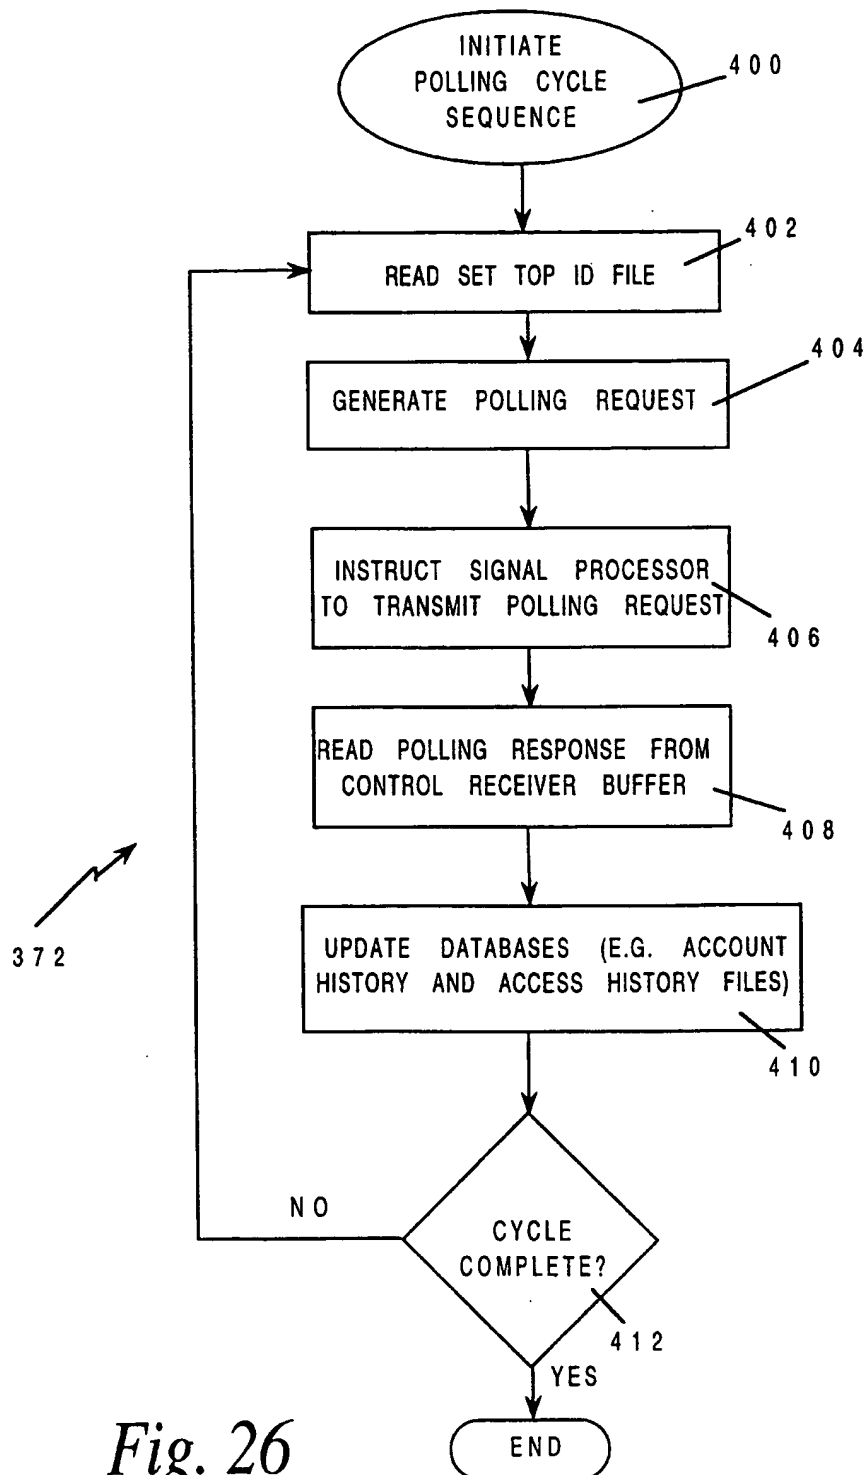 INITIATE
POLLING CYCLE
SEQUENCE
400
402
READ SET TOP ID FILE
404
GENERATE POLLING REQUEST
INSTRUCT SIGNAL PROCESSOR
TO TRANSMIT POLLING REQUEST
406
READ POLLING RESPONSE FROM
CONTROL RECEIVER BUFFER
408
372
UPDATE DATABASES (E.G. ACCOUNT
HISTORY AND ACCESS HISTORY FILES)
410
NO
CYCLE
COMPLETE?
412
YES
END
Fig. 26